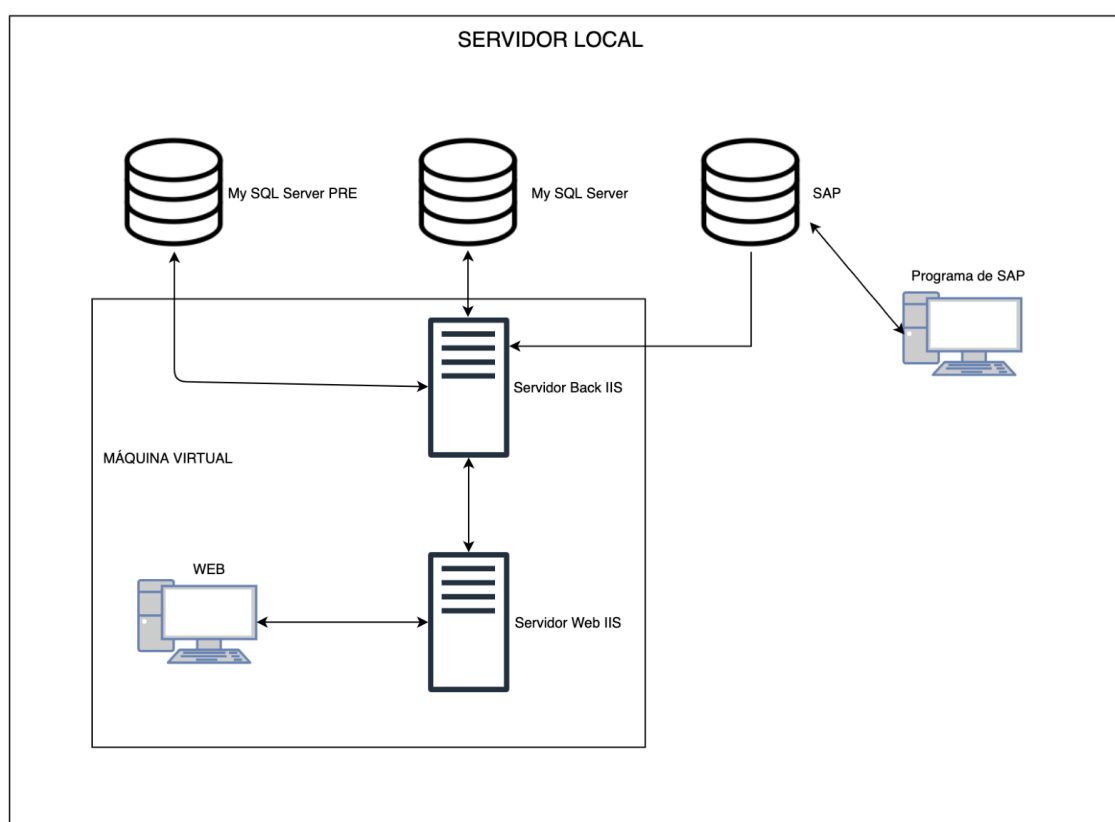 SERVIDOR LOCAL
My SQL Server PRE
My SQL Server
SAP
Programa de SAP
Servidor Back IIS
MÁQUINA VIRTUAL
WEB
Servidor Web IIS